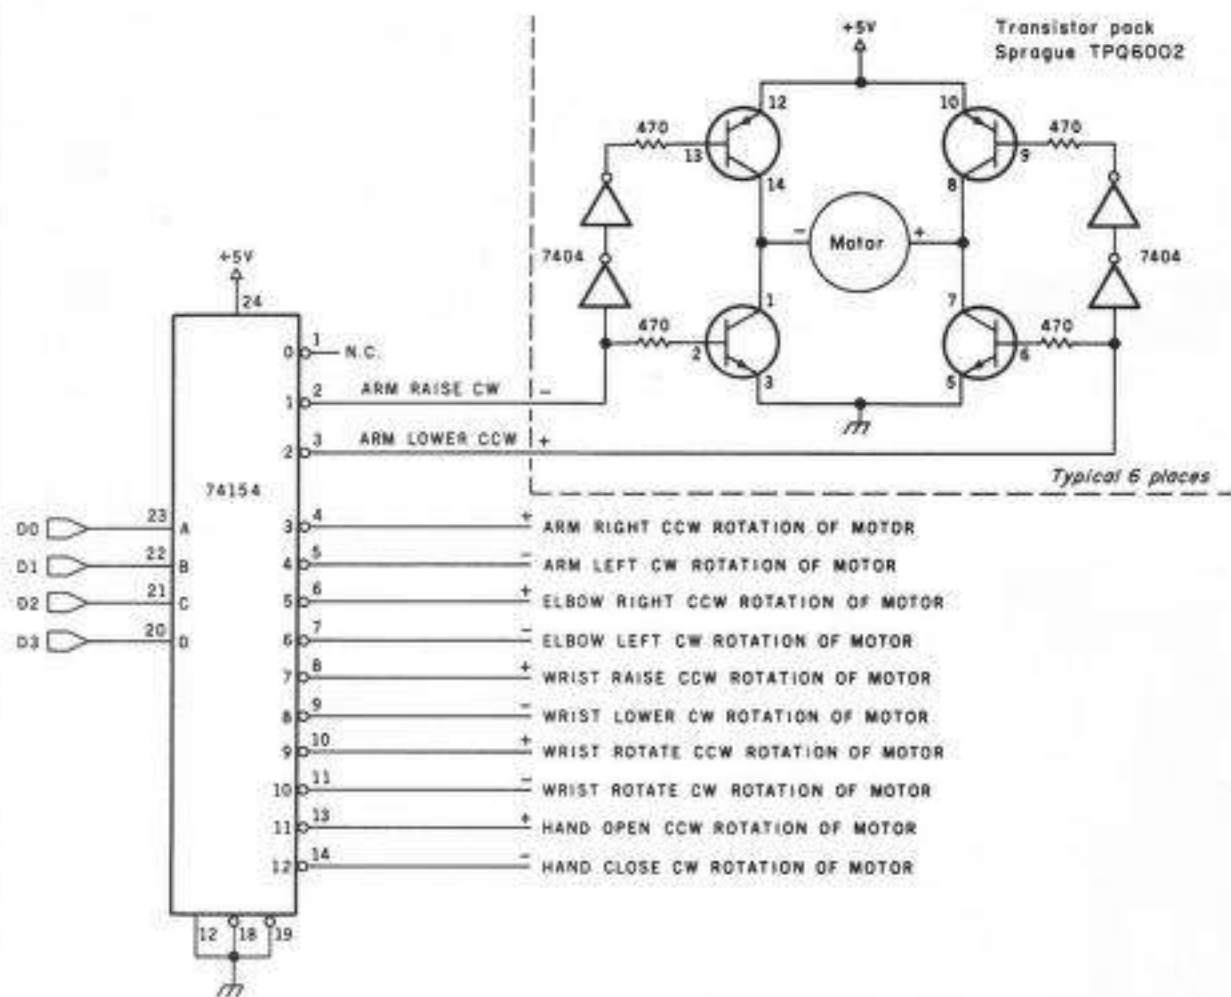 +5V
Transistor pack
Sprague TPQ6002
12
10
470
470
13
9
14
8
- Motor +
7404
7404
1
7
470
470
2
6
3
5
+5V
24
0 1 N.C.
1 2 ARM RAISE CW -
2 3 ARM LOWER CCW +
Typical 6 places
74154
D0 23 A
3 4 + ARM RIGHT CCW ROTATION OF MOTOR
D1 22 B
4 5 - ARM LEFT CW ROTATION OF MOTOR
D2 21 C
5 6 + ELBOW RIGHT CCW ROTATION OF MOTOR
D3 20 D
6 7 - ELBOW LEFT CW ROTATION OF MOTOR
7 8 + WRIST RAISE CCW ROTATION OF MOTOR
8 9 - WRIST LOWER CW ROTATION OF MOTOR
9 10 + WRIST ROTATE CCW ROTATION OF MOTOR
10 11 - WRIST ROTATE CW ROTATION OF MOTOR
11 13 + HAND OPEN CCW ROTATION OF MOTOR
12 14 - HAND CLOSE CW ROTATION OF MOTOR
12 18 19